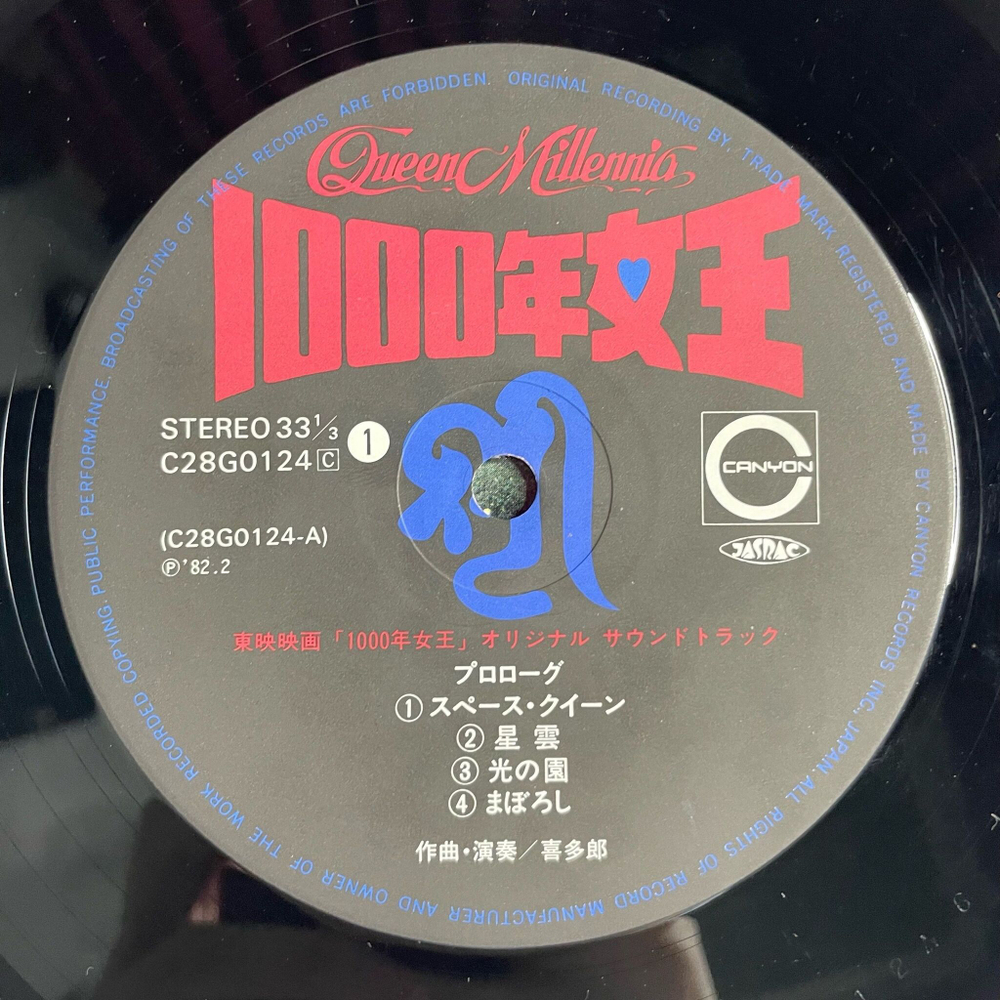 Queen Millennia
1000年女王
STEREO 33⅓ ①
C28G0124 C
(C28G0124-A)
Ⓟ'82.2
CANYON
JASRAC
東映映画「1000年女王」オリジナル サウンドトラック
プロローグ
①スペース・クイーン
②星雲
③光の園
④まぼろし
作曲・演奏／喜多郎
ORIGINAL RECORDING BY. TRADE MARK REGISTERED AND MADE BY CANYON RECORDS INC., JAPAN. ALL RIGHTS OF RECORD MANUFACTURER AND OWNER OF THE WORK RECORDED COPYING, PUBLIC PERFORMANCE, BROADCASTING OF THESE RECORDS ARE FORBIDDEN.